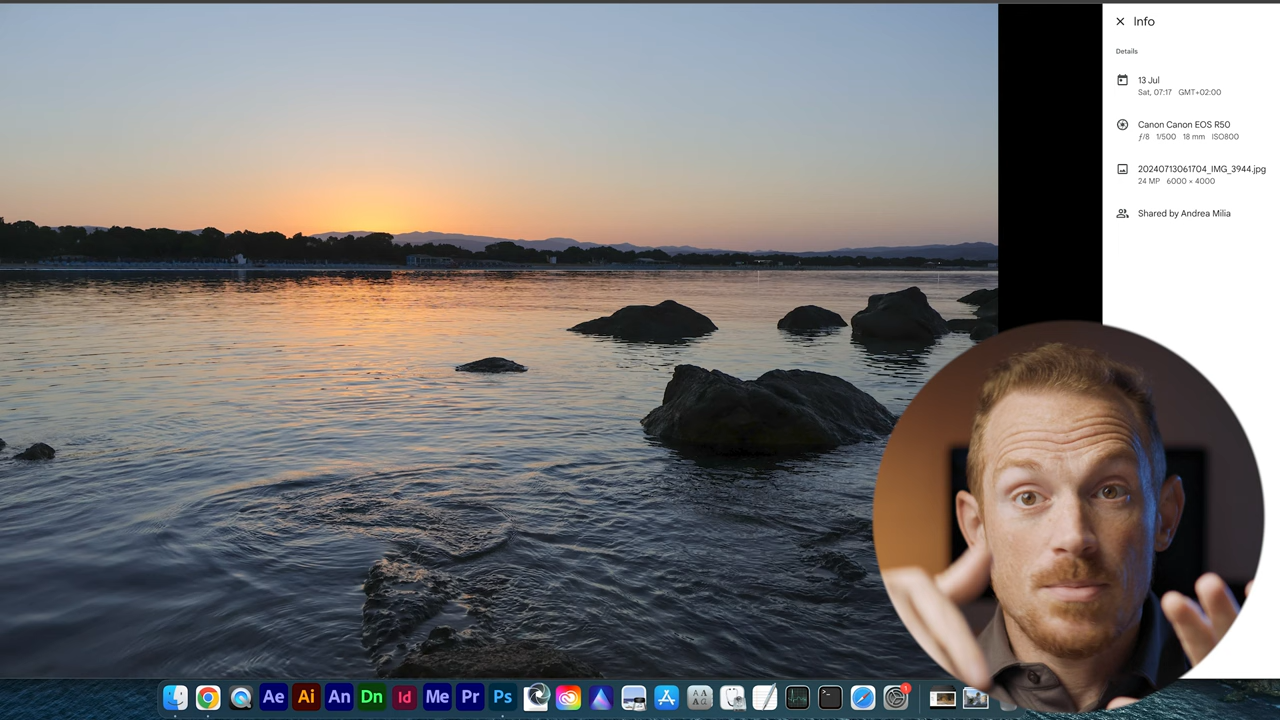 Info
Details
13 Jul
Sat, 07:17 GMT+02:00
Canon Canon EOS R50
ƒ/8 1/500 18 mm ISO800
20240713061704_IMG_3944.jpg
24 MP 6000 × 4000
Shared by Andrea Milia
Ae Ai An Dn Id Me Pr Ps
1